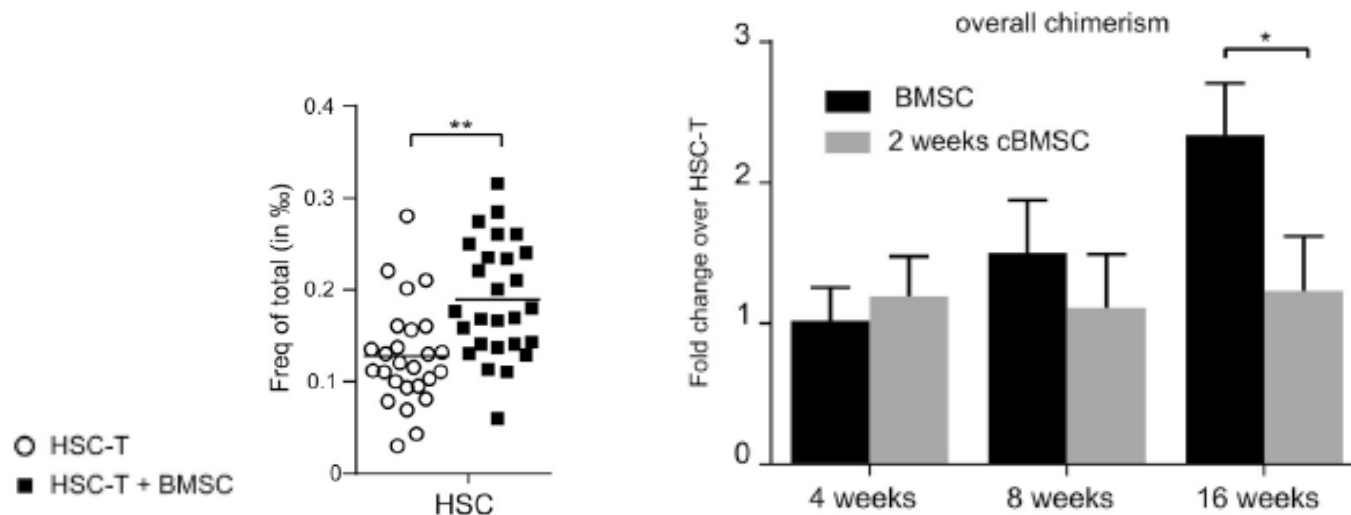 0.4
0.3
0.2
0.1
0
Freq of total (in ‰)
**
HSC
HSC-T
HSC-T + BMSC
overall chimerism
3
2
1
0
Fold change over HSC-T
BMSC
2 weeks cBMSC
*
4 weeks 8 weeks 16 weeks